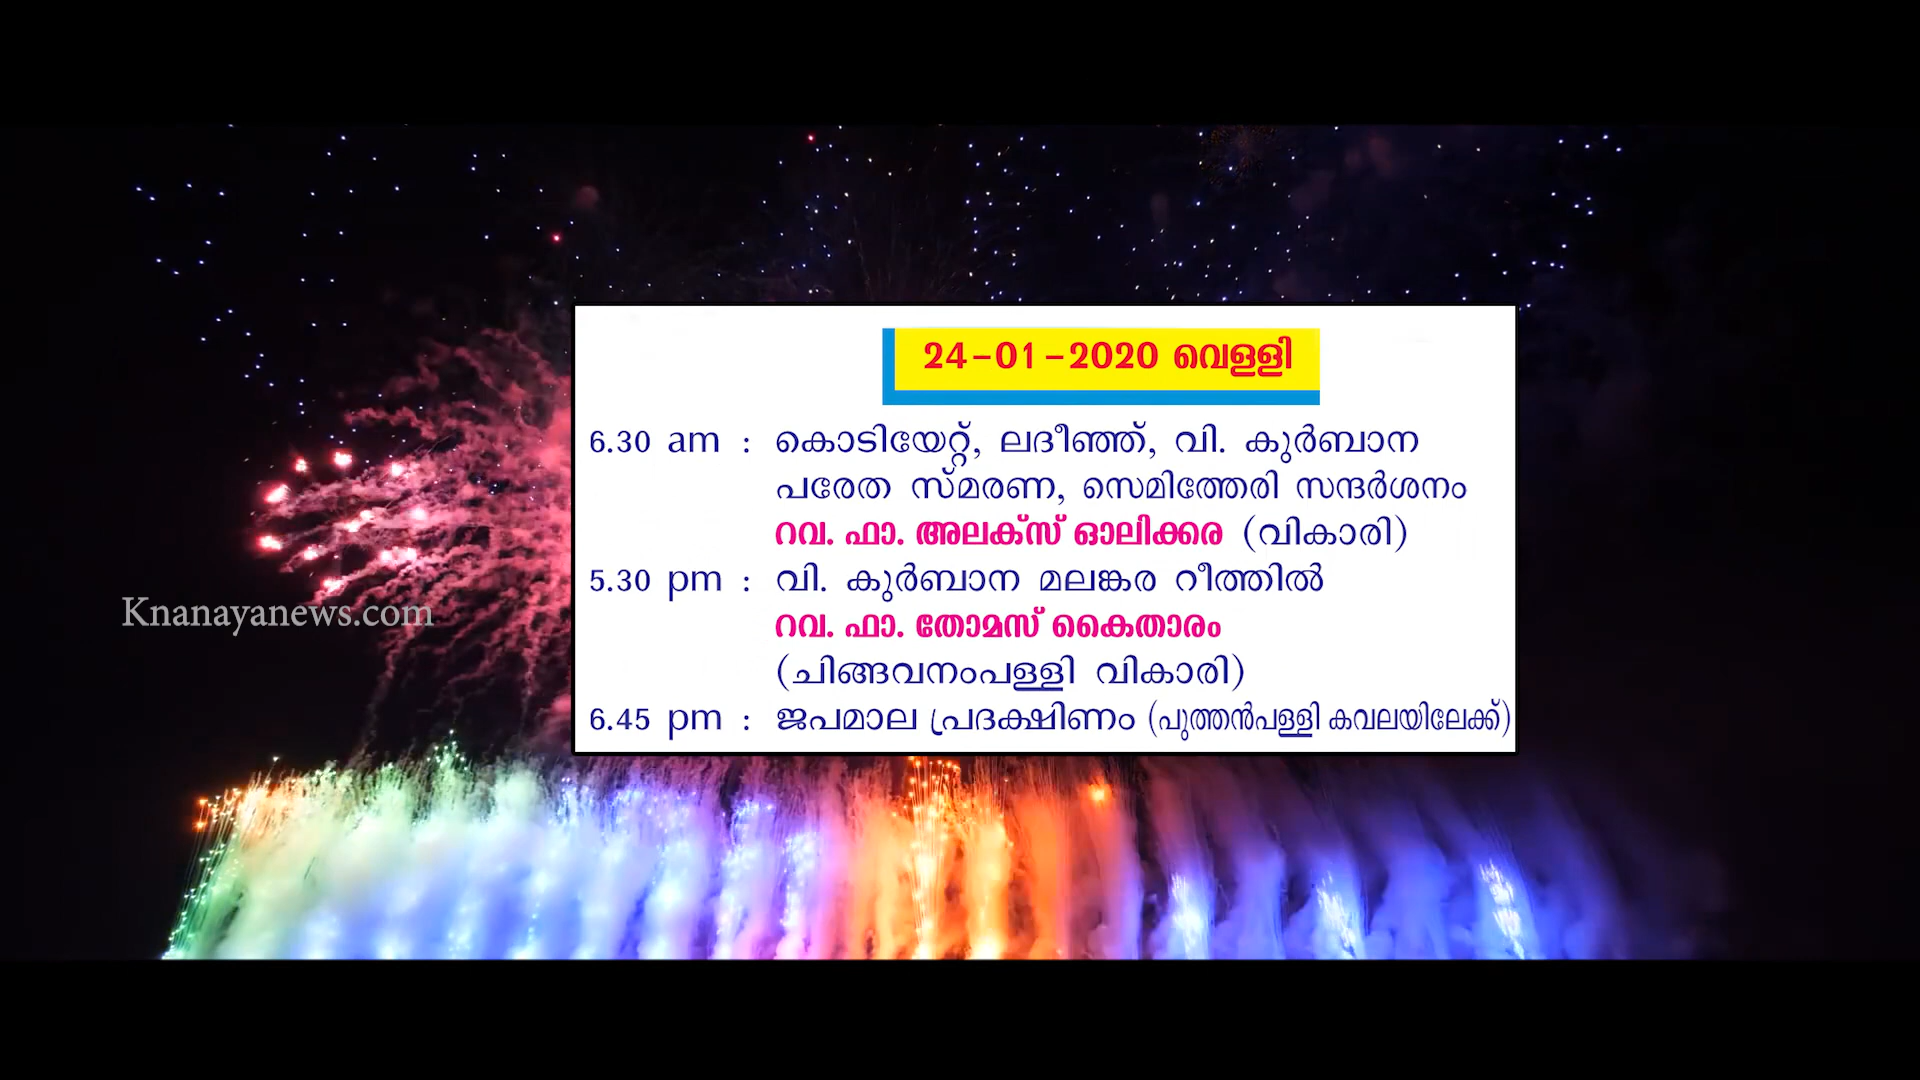 24-01-2020 വെള്ളി
6.30 am : കൊടിയേറ്റ്, ലദീഞ്ഞ്, വി. കുർബാന
പരേത സ്മരണ, സെമിത്തേരി സന്ദർശനം
റവ. ഫാ. അലക്സ് ഓലിക്കര (വികാരി)
5.30 pm : വി. കുർബാന മലങ്കര റീത്തിൽ
റവ. ഫാ. തോമസ് കൈതാരം
(ചിങ്ങവനംപള്ളി വികാരി)
6.45 pm : ജപമാല പ്രദക്ഷിണം (പുത്തൻപള്ളി കവലയിലേക്ക്)
Knanayanews.com